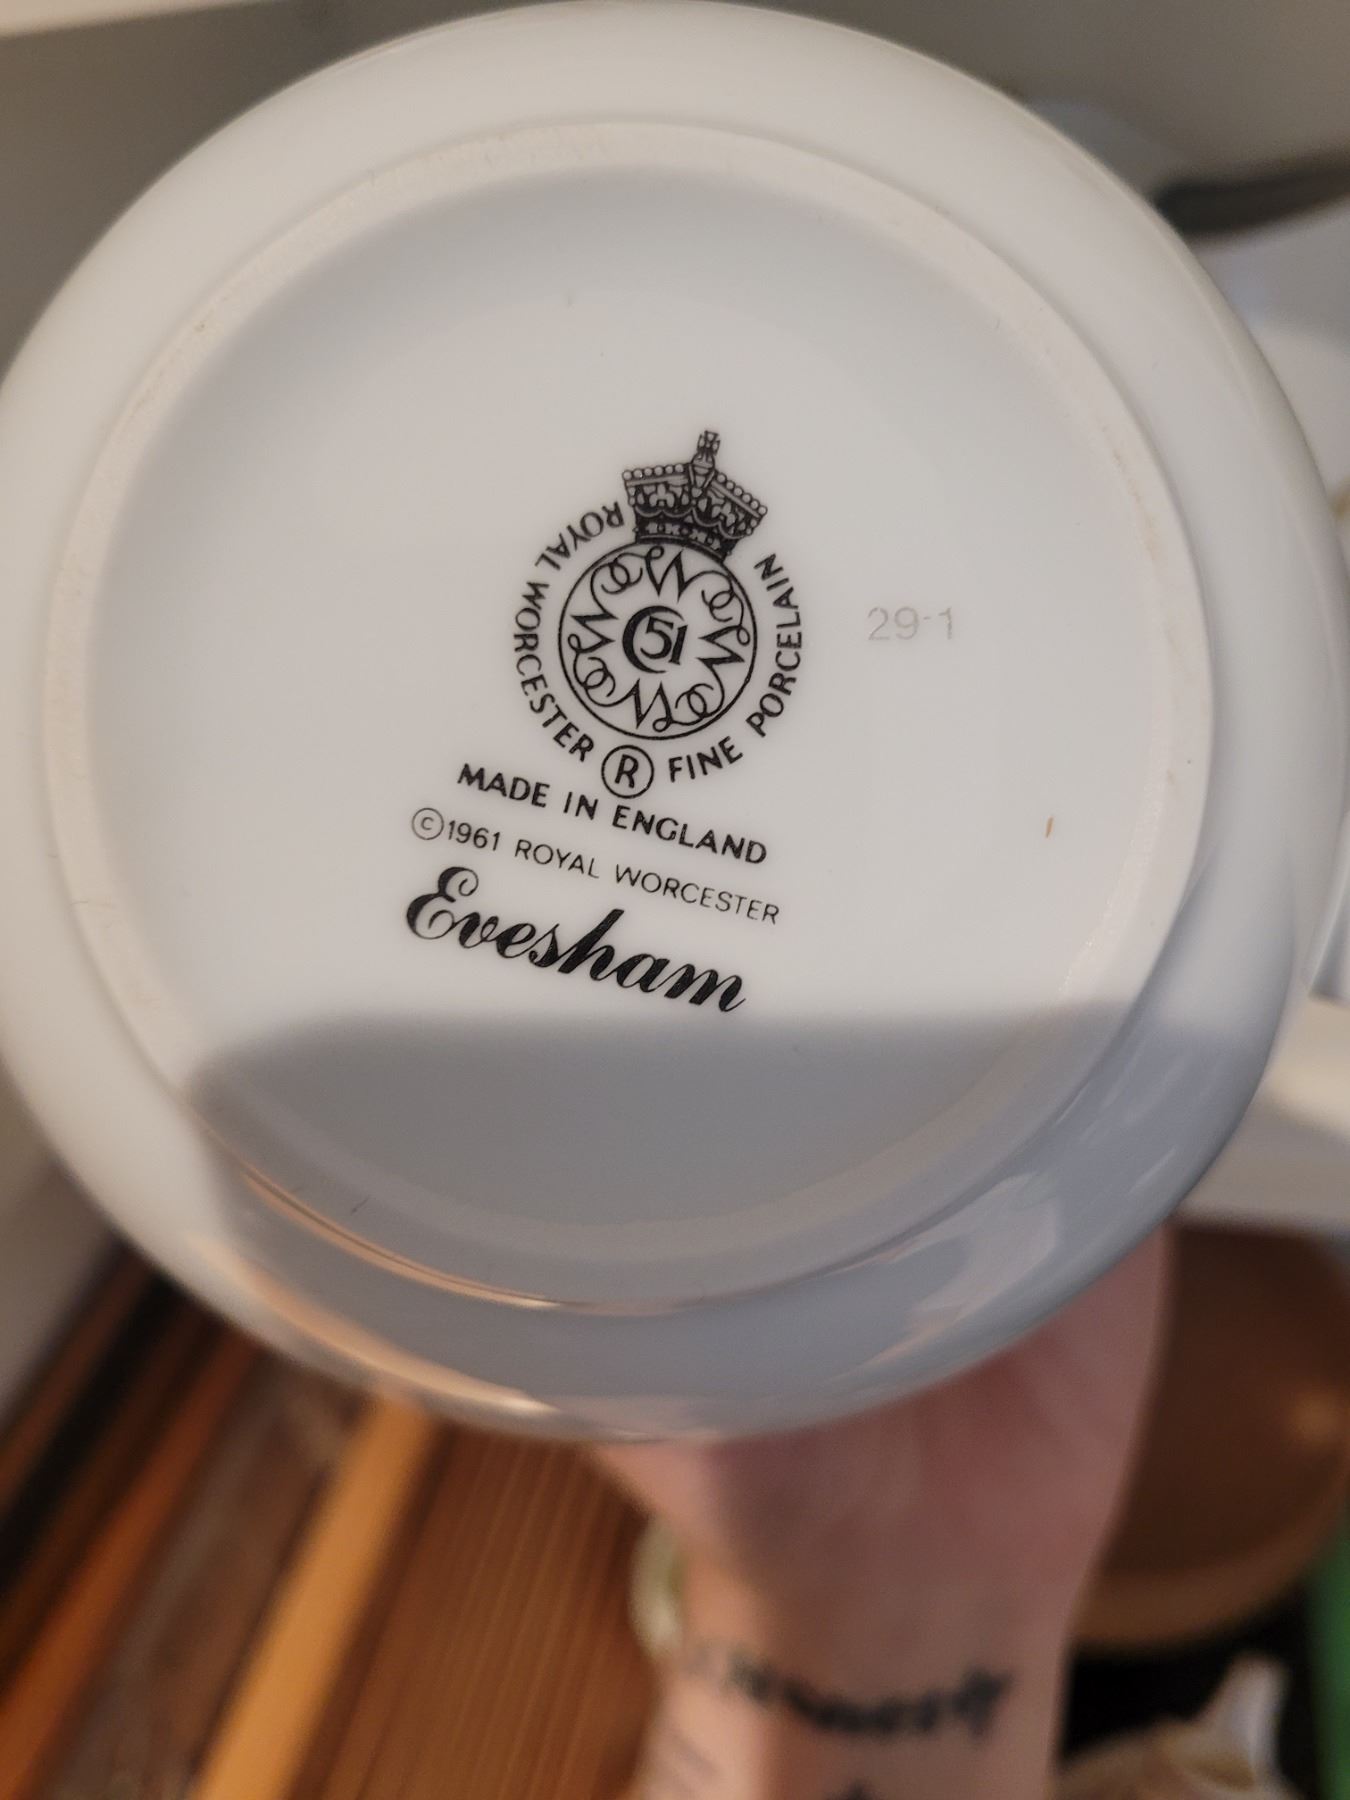 ROYAL WORCESTER ® FINE PORCELAIN
51
29-1
MADE IN ENGLAND
©1961 ROYAL WORCESTER
Evesham